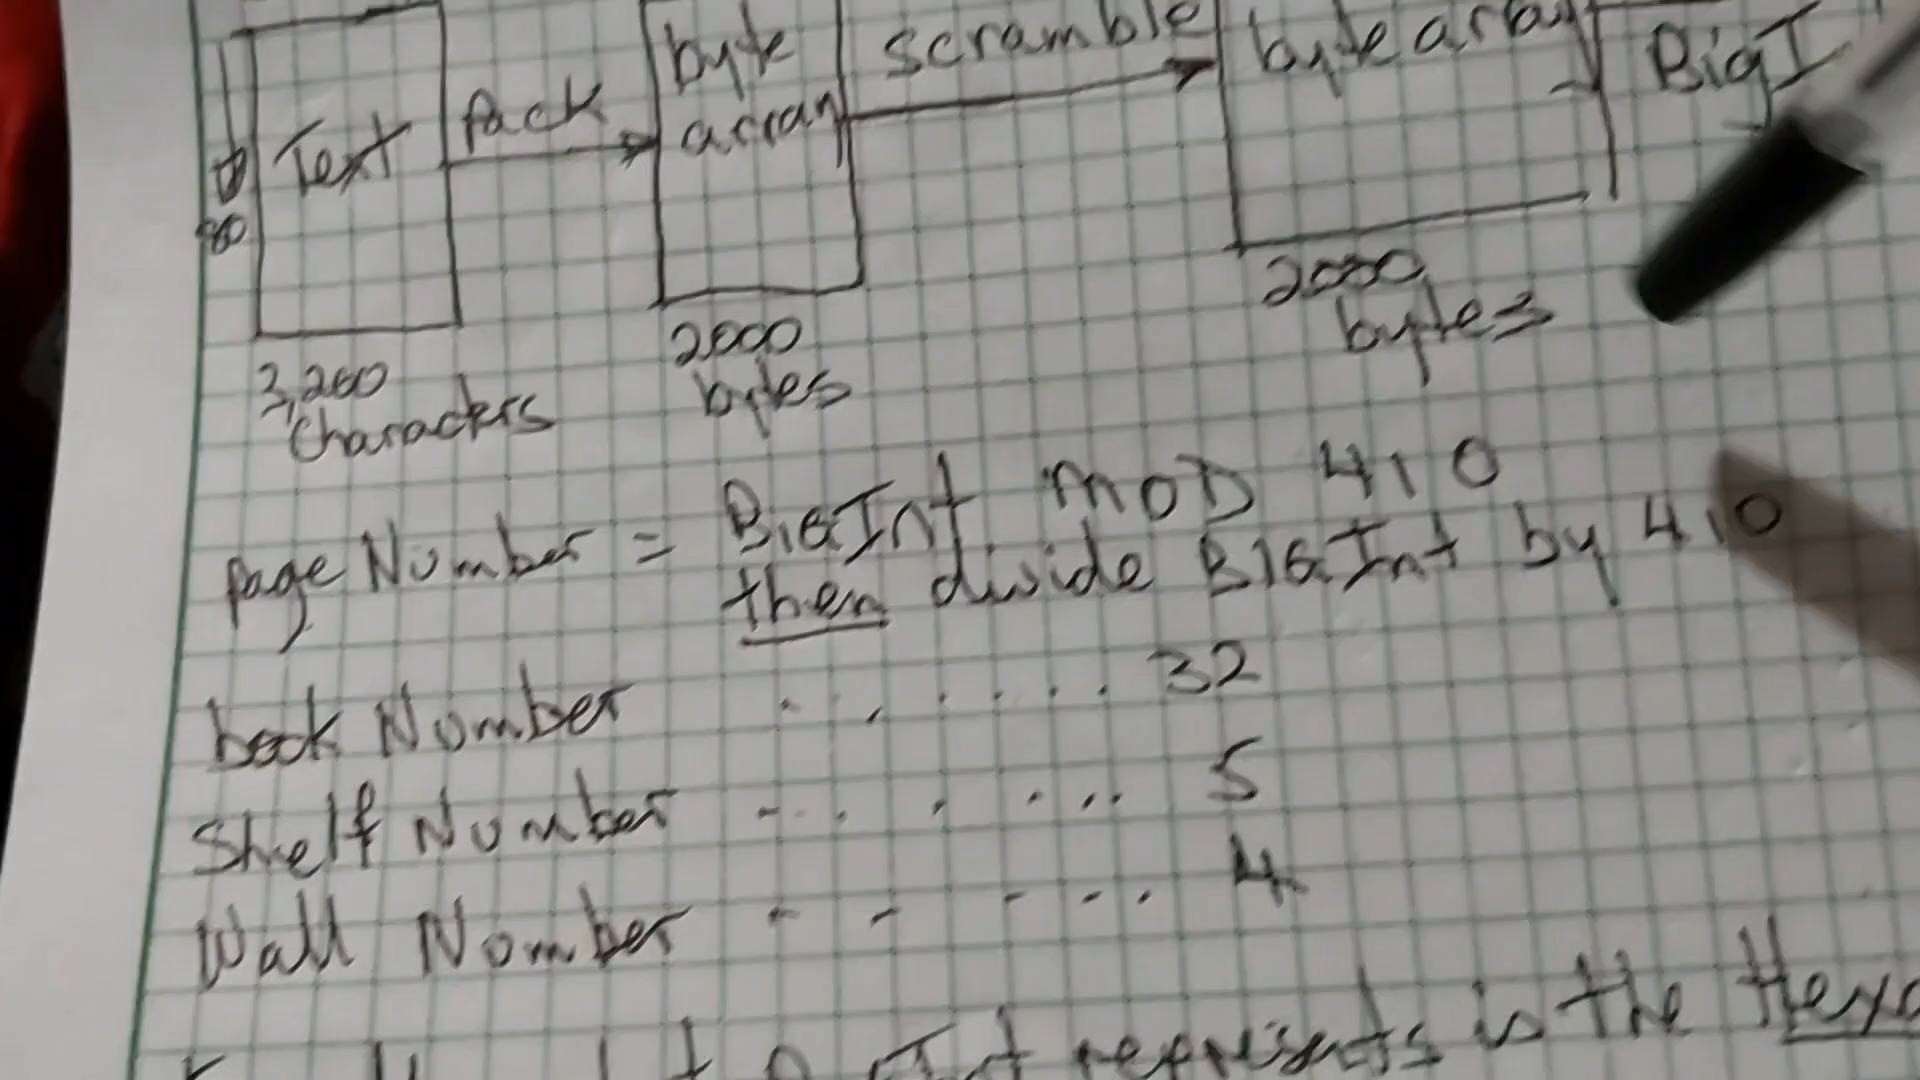 Text
Pack
byte
array
scramble
byte array
BigI
80
3,200
Characters
2000
bytes
2000
bytes
page Number = BIGInt MOD 410
then divide BIGInt by 410
book Number . . . . . . 32
Shelf Number - . . . . . . 5
Wall Number - - - - . . 4
Int represents is the Hexa